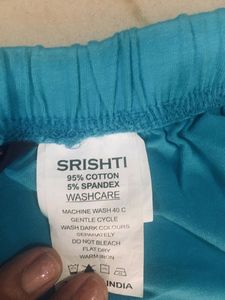 SRISHTI
95% COTTON
5% SPANDEX
WASHCARE
MACHINE WASH 40 C
GENTLE CYCLE
WASH DARK COLOURS
SEPARATELY
DO NOT BLEACH
FLAT DRY
WARM IRON
INDIA